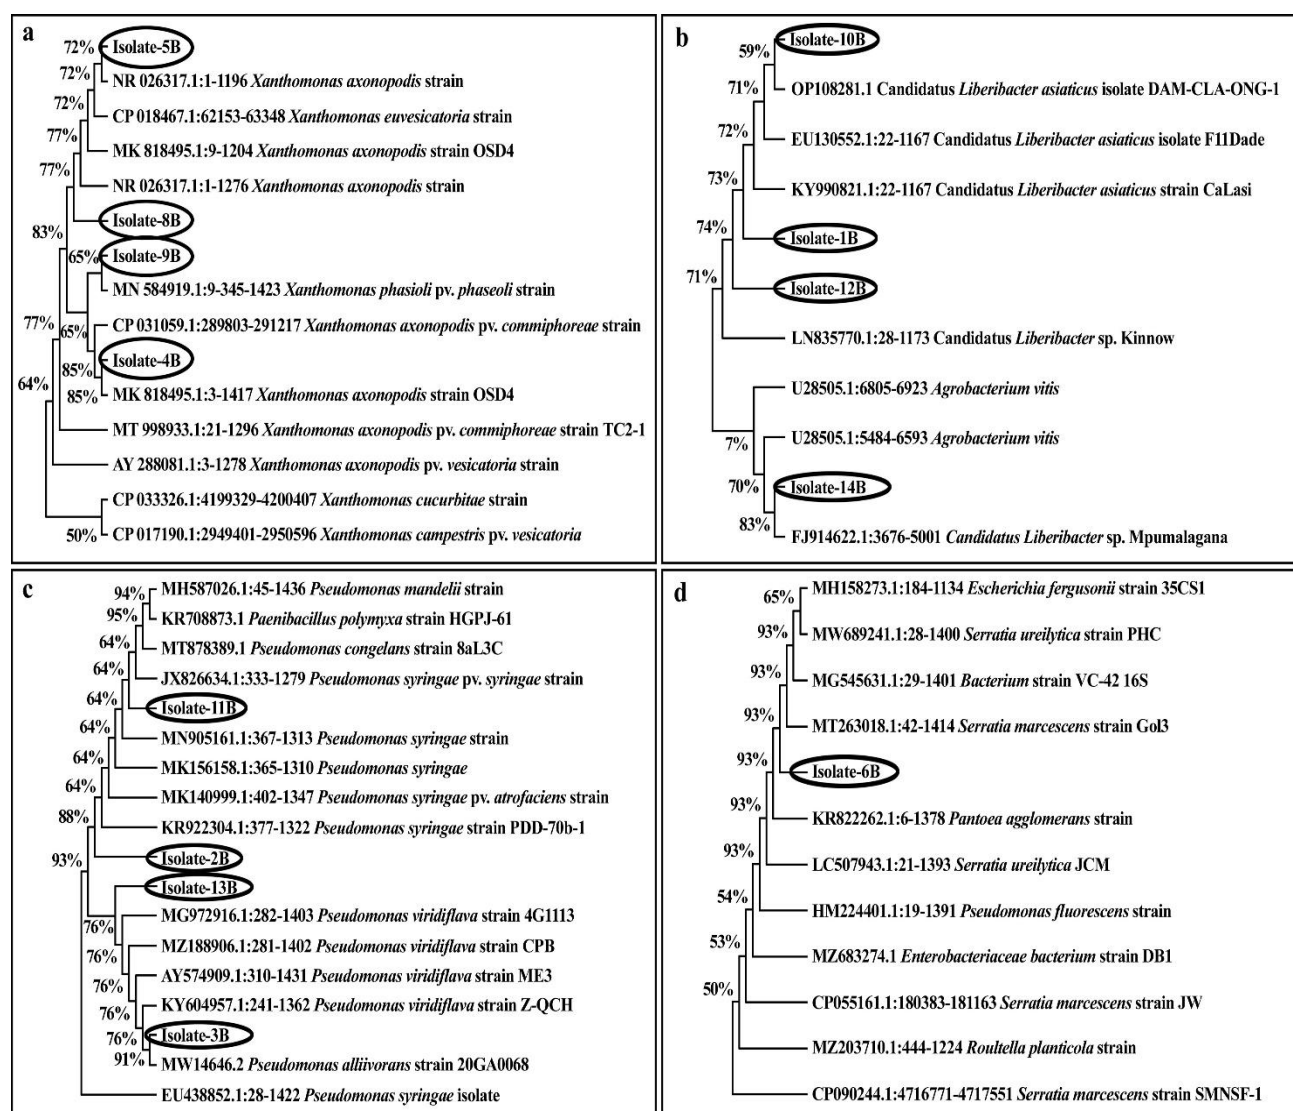 a
72%
Isolate-5B
72%
NR 026317.1:1-1196 Xanthomonas axonopodis strain
72%
CP 018467.1:62153-63348 Xanthomonas euvesicatoria strain
77%
MK 818495.1:9-1204 Xanthomonas axonopodis strain OSD4
77%
NR 026317.1:1-1276 Xanthomonas axonopodis strain
Isolate-8B
83%
65%
Isolate-9B
MN 584919.1:9-345-1423 Xanthomonas phasioli pv. phaseoli strain
77%
65%
CP 031059.1:289803-291217 Xanthomonas axonopodis pv. commiphoreae strain
85%
Isolate-4B
64%
85%
MK 818495.1:3-1417 Xanthomonas axonopodis strain OSD4
MT 998933.1:21-1296 Xanthomonas axonopodis pv. commiphoreae strain TC2-1
AY 288081.1:3-1278 Xanthomonas axonopodis pv. vesicatoria strain
CP 033326.1:4199329-4200407 Xanthomonas cucurbitae strain
50%
CP 017190.1:2949401-2950596 Xanthomonas campestris pv. vesicatoria
b
Isolate-10B
59%
71%
OP108281.1 Candidatus Liberibacter asiaticus isolate DAM-CLA-ONG-1
72%
EU130552.1:22-1167 Candidatus Liberibacter asiaticus isolate F11Dade
73%
KY990821.1:22-1167 Candidatus Liberibacter asiaticus strain CaLasi
74%
Isolate-1B
71%
Isolate-12B
LN835770.1:28-1173 Candidatus Liberibacter sp. Kinnow
U28505.1:6805-6923 Agrobacterium vitis
7%
U28505.1:5484-6593 Agrobacterium vitis
70%
Isolate-14B
83%
FJ914622.1:3676-5001 Candidatus Liberibacter sp. Mpumalagana
c
94%
MH587026.1:45-1436 Pseudomonas mandelii strain
95%
KR708873.1 Paenibacillus polymyxa strain HGPJ-61
64%
MT878389.1 Pseudomonas congelans strain 8aL3C
64%
JX826634.1:333-1279 Pseudomonas syringae pv. syringae strain
64%
Isolate-11B
64%
MN905161.1:367-1313 Pseudomonas syringae strain
64%
MK156158.1:365-1310 Pseudomonas syringae
64%
MK140999.1:402-1347 Pseudomonas syringae pv. atrofaciens strain
88%
KR922304.1:377-1322 Pseudomonas syringae strain PDD-70b-1
93%
Isolate-2B
Isolate-13B
76%
MG972916.1:282-1403 Pseudomonas viridiflava strain 4G1113
76%
MZ188906.1:281-1402 Pseudomonas viridiflava strain CPB
76%
AY574909.1:310-1431 Pseudomonas viridiflava strain ME3
76%
KY604957.1:241-1362 Pseudomonas viridiflava strain Z-QCH
76%
Isolate-3B
91%
MW14646.2 Pseudomonas alliivorans strain 20GA0068
EU438852.1:28-1422 Pseudomonas syringae isolate
d
65%
MH158273.1:184-1134 Escherichia fergusonii strain 35CS1
93%
MW689241.1:28-1400 Serratia ureilytica strain PHC
93%
MG545631.1:29-1401 Bacterium strain VC-42 16S
93%
MT263018.1:42-1414 Serratia marcescens strain Gol3
93%
Isolate-6B
93%
KR822262.1:6-1378 Pantoea agglomerans strain
93%
LC507943.1:21-1393 Serratia ureilytica JCM
54%
HM224401.1:19-1391 Pseudomonas fluorescens strain
53%
MZ683274.1 Enterobacteriaceae bacterium strain DB1
50%
CP055161.1:180383-181163 Serratia marcescens strain JW
MZ203710.1:444-1224 Roultella planticola strain
CP090244.1:4716771-4717551 Serratia marcescens strain SMNSF-1